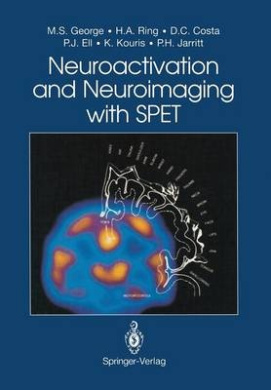 M.S. George • H.A. Ring • D.C. Costa
P.J. Ell • K. Kouris • P.H. Jarritt
Neuroactivation
and Neuroimaging
with SPET
Springer-Verlag